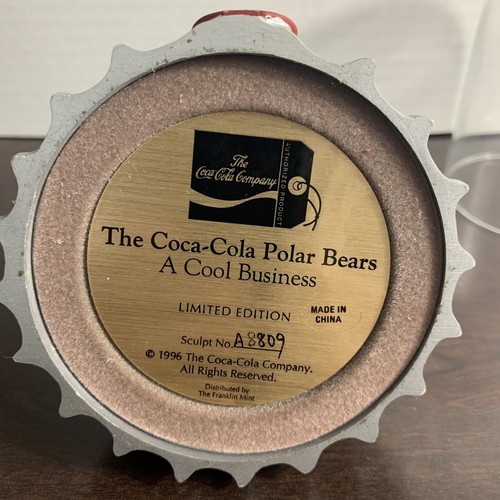 The
Coca-Cola Company
AUTHORIZED PRODUCT
The Coca-Cola Polar Bears
A Cool Business
LIMITED EDITION
MADE IN
CHINA
Sculpt No. A8809
© 1996 The Coca-Cola Company.
All Rights Reserved.
Distributed by
The Franklin Mint